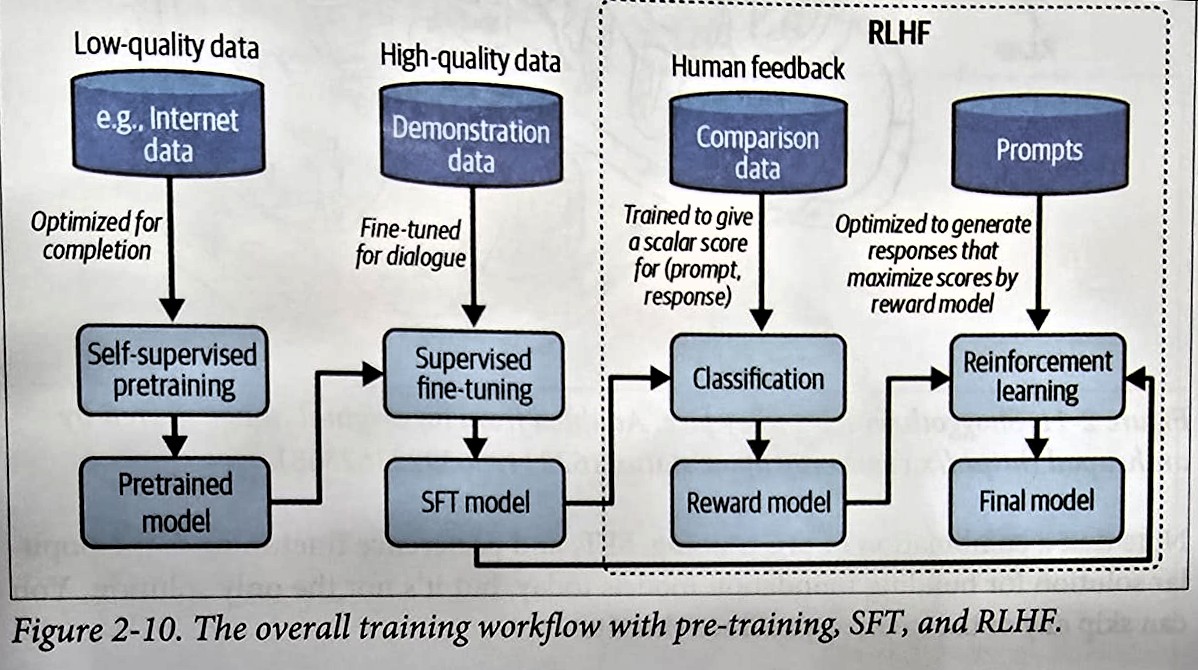 Low-quality data
e.g., Internet
data
Optimized for
completion
Self-supervised
pretraining
Pretrained
model
High-quality data
Demonstration
data
Fine-tuned
for dialogue
Supervised
fine-tuning
SFT model
RLHF
Human feedback
Comparison
data
Trained to give
a scalar score
for (prompt,
response)
Classification
Reward model
Prompts
Optimized to generate
responses that
maximize scores by
reward model
Reinforcement
learning
Final model
Figure 2-10. The overall training workflow with pre-training, SFT, and RLHF.